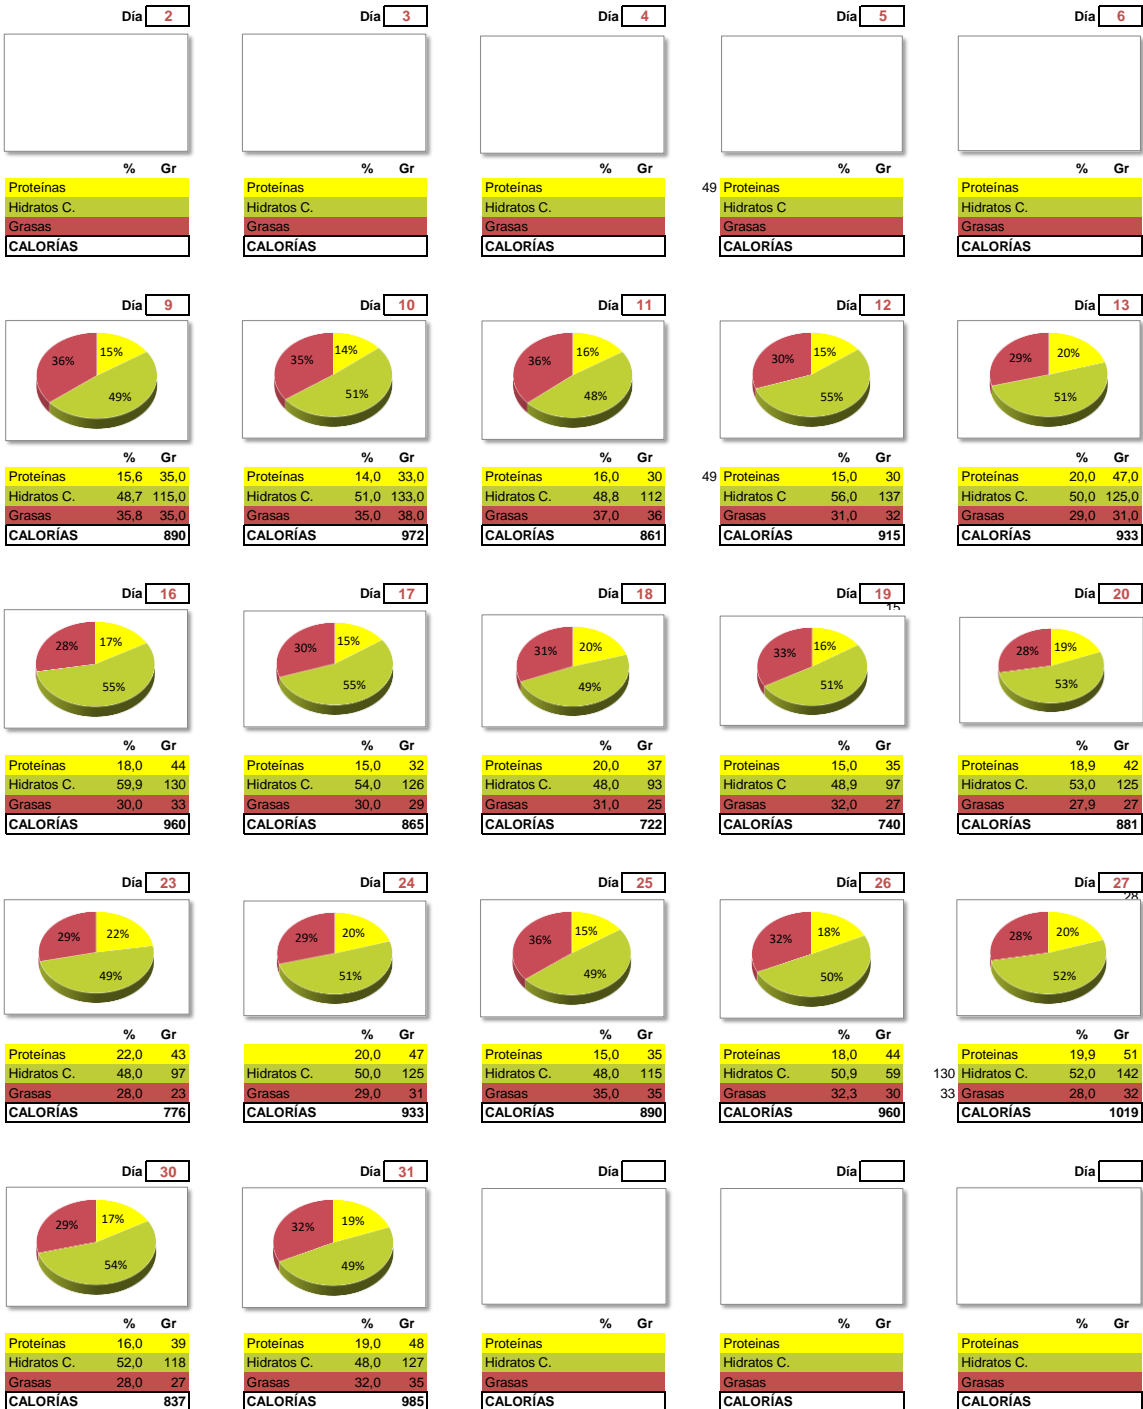 Día 2 Día 3 Día 4 Día 5 Día 6
% Gr % Gr % Gr % Gr % Gr
Proteínas Proteínas Proteínas 49 Proteinas Proteínas
Hidratos C. Hidratos C. Hidratos C. Hidratos C Hidratos C.
Grasas Grasas Grasas Grasas Grasas
CALORÍAS CALORÍAS CALORÍAS CALORÍAS CALORÍAS
Día 9 Día 10 Día 11 Día 12 Día 13
36% 15% 35% 14% 36% 16% 30% 15% 29% 20%
49% 51% 48% 55% 51%
% Gr % Gr % Gr % Gr % Gr
Proteínas 15,6 35,0 Proteínas 14,0 33,0 Proteínas 16,0 30 49 Proteinas 15,0 30 Proteínas 20,0 47,0
Hidratos C. 48,7 115,0 Hidratos C. 51,0 133,0 Hidratos C. 48,8 112 Hidratos C 56,0 137 Hidratos C. 50,0 125,0
Grasas 35,8 35,0 Grasas 35,0 38,0 Grasas 37,0 36 Grasas 31,0 32 Grasas 29,0 31,0
CALORÍAS 890 CALORÍAS 972 CALORÍAS 861 CALORÍAS 915 CALORÍAS 933
Día 16 Día 17 Día 18 Día 19 Día 20
28% 17% 30% 15% 31% 20% 33% 16% 28% 19%
55% 55% 49% 51% 53%
% Gr % Gr % Gr % Gr % Gr
Proteínas 18,0 44 Proteínas 15,0 32 Proteínas 20,0 37 Proteinas 15,0 35 Proteínas 18,9 42
Hidratos C. 59,9 130 Hidratos C. 54,0 126 Hidratos C. 48,0 93 Hidratos C 48,9 97 Hidratos C. 53,0 125
Grasas 30,0 33 Grasas 30,0 29 Grasas 31,0 25 Grasas 32,0 27 Grasas 27,9 27
CALORÍAS 960 CALORÍAS 865 CALORÍAS 722 CALORÍAS 740 CALORÍAS 881
Día 23 Día 24 Día 25 Día 26 Día 27
28
29% 22% 29% 20% 36% 15% 32% 18% 28% 20%
49% 51% 49% 50% 52%
% Gr % Gr % Gr % Gr % Gr
Proteínas 22,0 43 20,0 47 Proteínas 15,0 35 Proteínas 18,0 44 Proteinas 19,9 51
Hidratos C. 48,0 97 Hidratos C. 50,0 125 Hidratos C. 48,0 115 Hidratos C. 50,9 59 130 Hidratos C. 52,0 142
Grasas 28,0 23 Grasas 29,0 31 Grasas 35,0 35 Grasas 32,3 30 33 Grasas 28,0 32
CALORÍAS 776 CALORÍAS 933 CALORÍAS 890 CALORÍAS 960 CALORÍAS 1019
Día 30 Día 31 Día Día Día
29% 17% 32% 19%
54% 49%
% Gr % Gr % Gr % Gr % Gr
Proteínas 16,0 39 Proteínas 19,0 48 Proteínas Proteínas Proteínas
Hidratos C. 52,0 118 Hidratos C. 48,0 127 Hidratos C. Hidratos C. Hidratos C.
Grasas 28,0 27 Grasas 32,0 35 Grasas Grasas Grasas
CALORÍAS 837 CALORÍAS 985 CALORÍAS CALORÍAS CALORÍAS